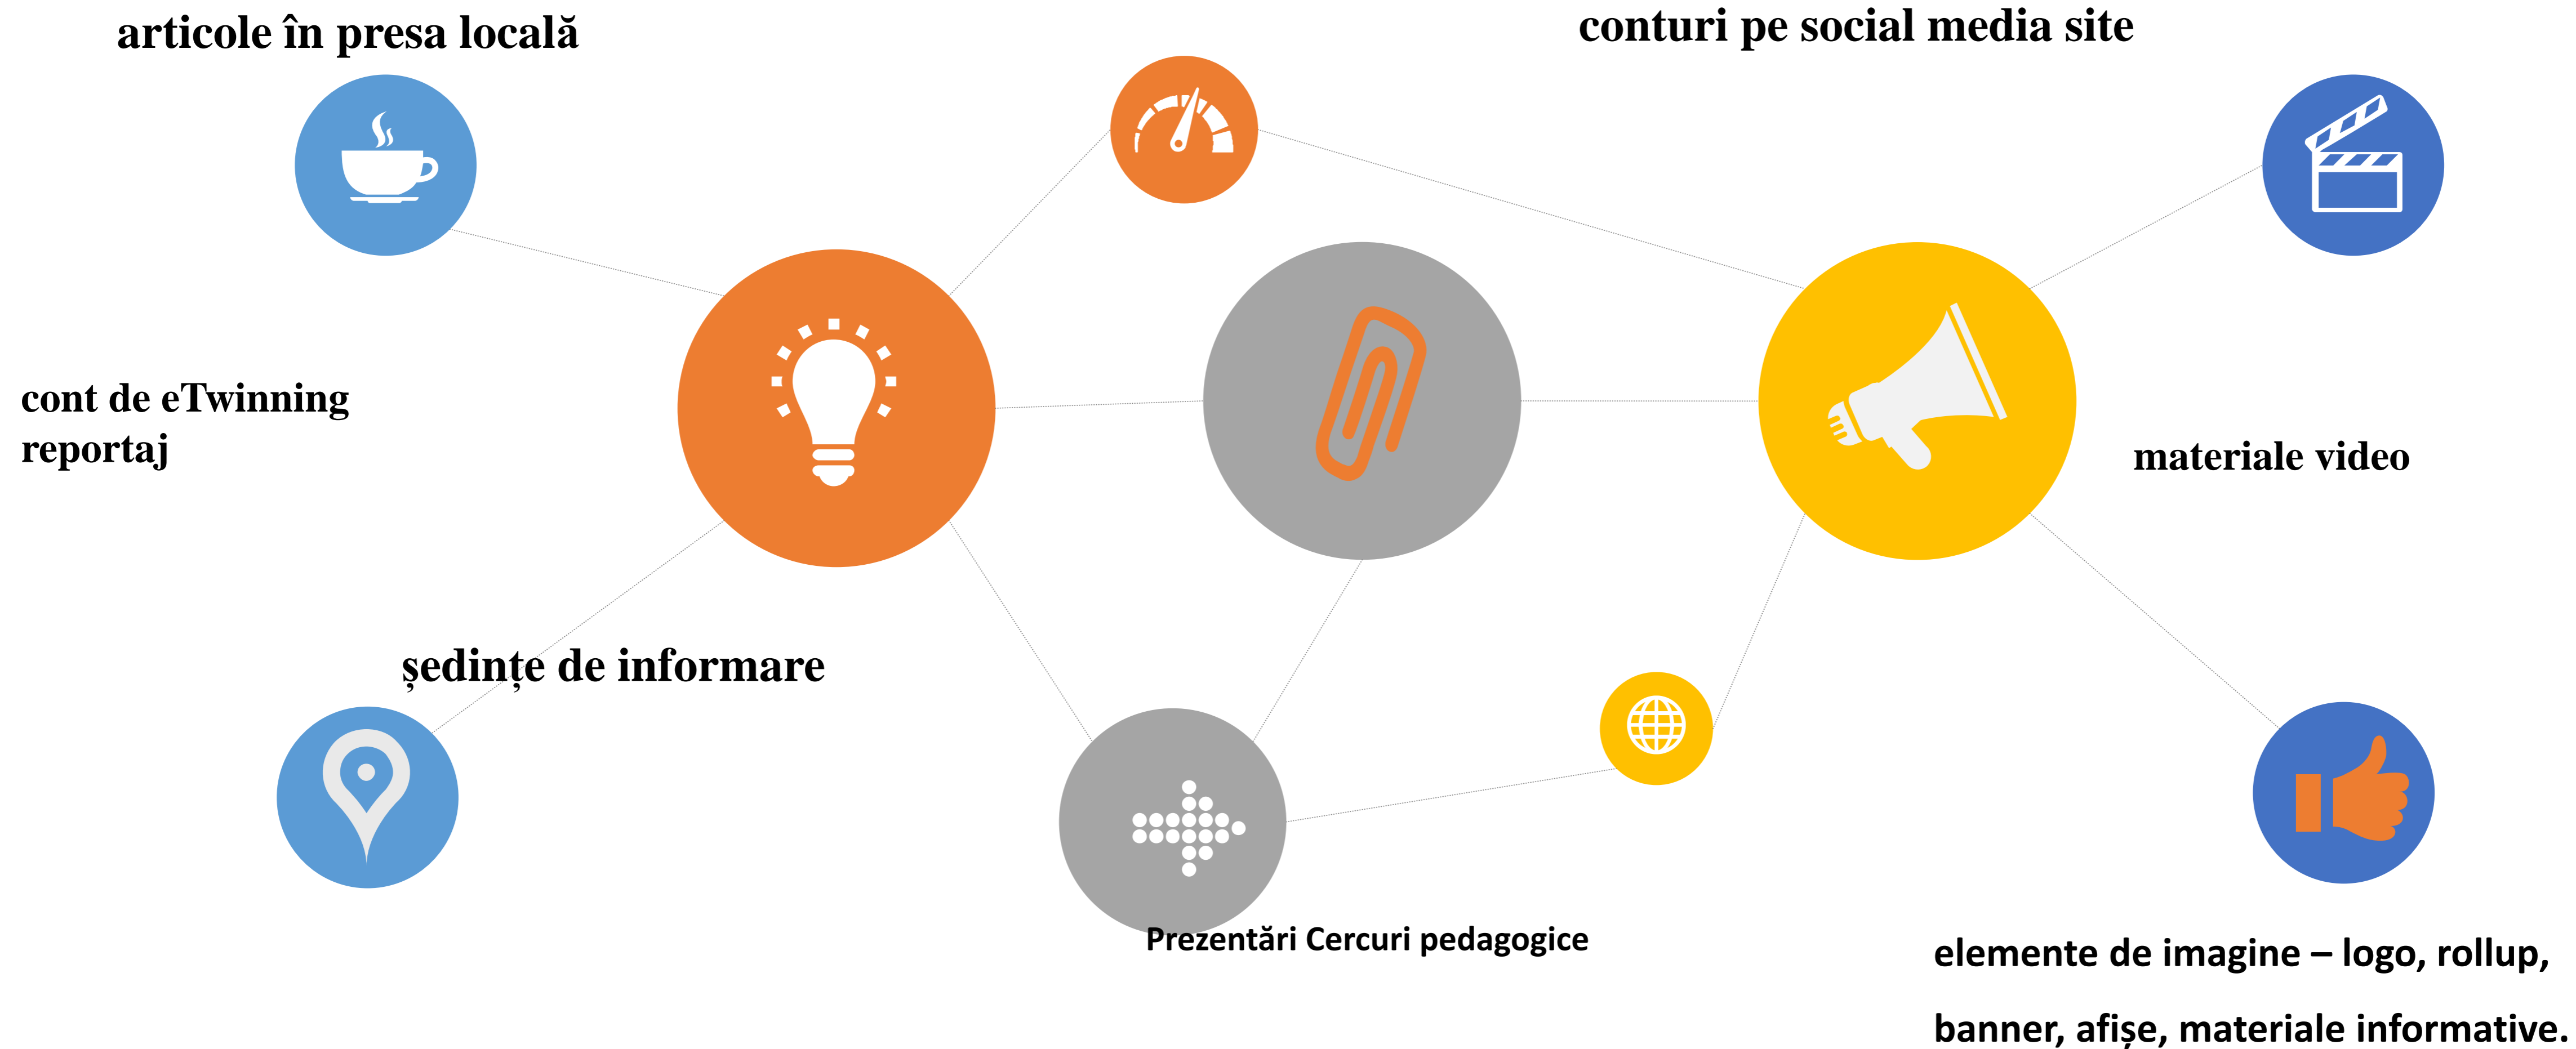 articole în presa locală
conturi pe social media site
cont de eTwinning
reportaj
materiale video
ședințe de informare
Prezentări Cercuri pedagogice
elemente de imagine – logo, rollup,
banner, afișe, materiale informative.